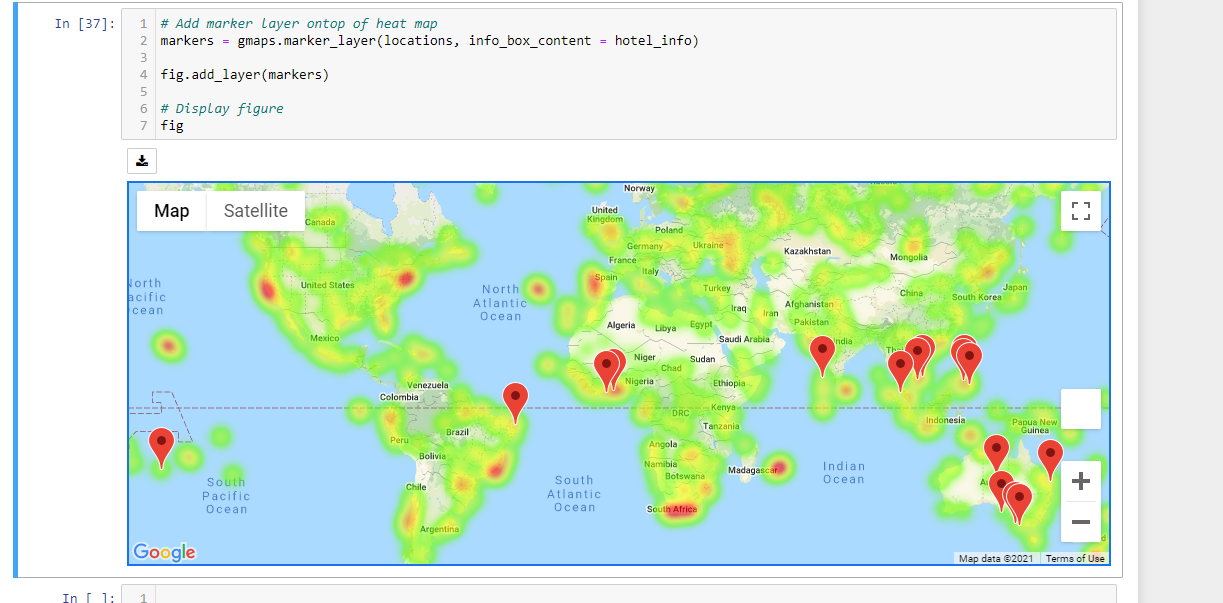 In [37]:
1 # Add marker layer ontop of heat map
2 markers = gmaps.marker_layer(locations, info_box_content = hotel_info)
3
4 fig.add_layer(markers)
5
6 # Display figure
7 fig
Map Satellite
Norway
Canada
United
Kingdom
Poland
Germany
Ukraine
Kazakhstan
Mongolia
France
Italy
Spain
United States
North
Atlantic
Ocean
Turkey
China
Japan
South Korea
Iraq
Iran
Afghanistan
Pakistan
Algeria
Libya
Egypt
Saudi Arabia
Mexico
Niger
Sudan
Chad
Nigeria
Ethiopia
Venezuela
Colombia
DRC
Kenya
Tanzania
Indonesia
Papua New
Guinea
Brazil
Peru
Bolivia
Angola
Namibia
Botswana
Madagascar
Indian
Ocean
South
Pacific
Ocean
South
Atlantic
Ocean
Chile
South Africa
Argentina
Google
Map data ©2021 Terms of Use
In [ ]:
1